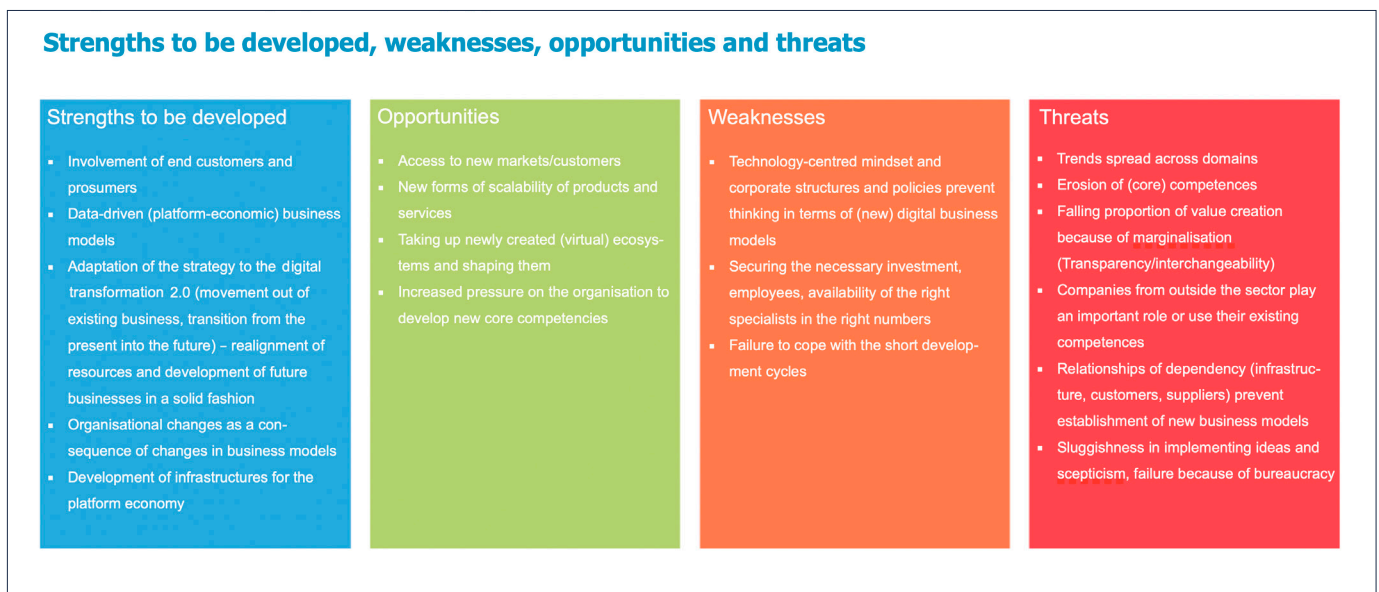 Strengths to be developed, weaknesses, opportunities and threats
Strengths to be developed
▪ Involvement of end customers and
prosumers
▪ Data-driven (platform-economic) business
models
▪ Adaptation of the strategy to the digital
transformation 2.0 (movement out of
existing business, transition from the
present into the future) – realignment of
resources and development of future
businesses in a solid fashion
▪ Organisational changes as a con-
sequence of changes in business models
▪ Development of infrastructures for the
platform economy
Opportunities
▪ Access to new markets/customers
▪ New forms of scalability of products and
services
▪ Taking up newly created (virtual) ecosys-
tems and shaping them
▪ Increased pressure on the organisation to
develop new core competencies
Weaknesses
▪ Technology-centred mindset and
corporate structures and policies prevent
thinking in terms of (new) digital business
models
▪ Securing the necessary investment,
employees, availability of the right
specialists in the right numbers
▪ Failure to cope with the short develop-
ment cycles
Threats
▪ Trends spread across domains
▪ Erosion of (core) competences
▪ Falling proportion of value creation
because of marginalisation
(Transparency/interchangeability)
▪ Companies from outside the sector play
an important role or use their existing
competences
▪ Relationships of dependency (infrastruc-
ture, customers, suppliers) prevent
establishment of new business models
▪ Sluggishness in implementing ideas and
scepticism, failure because of bureaucracy